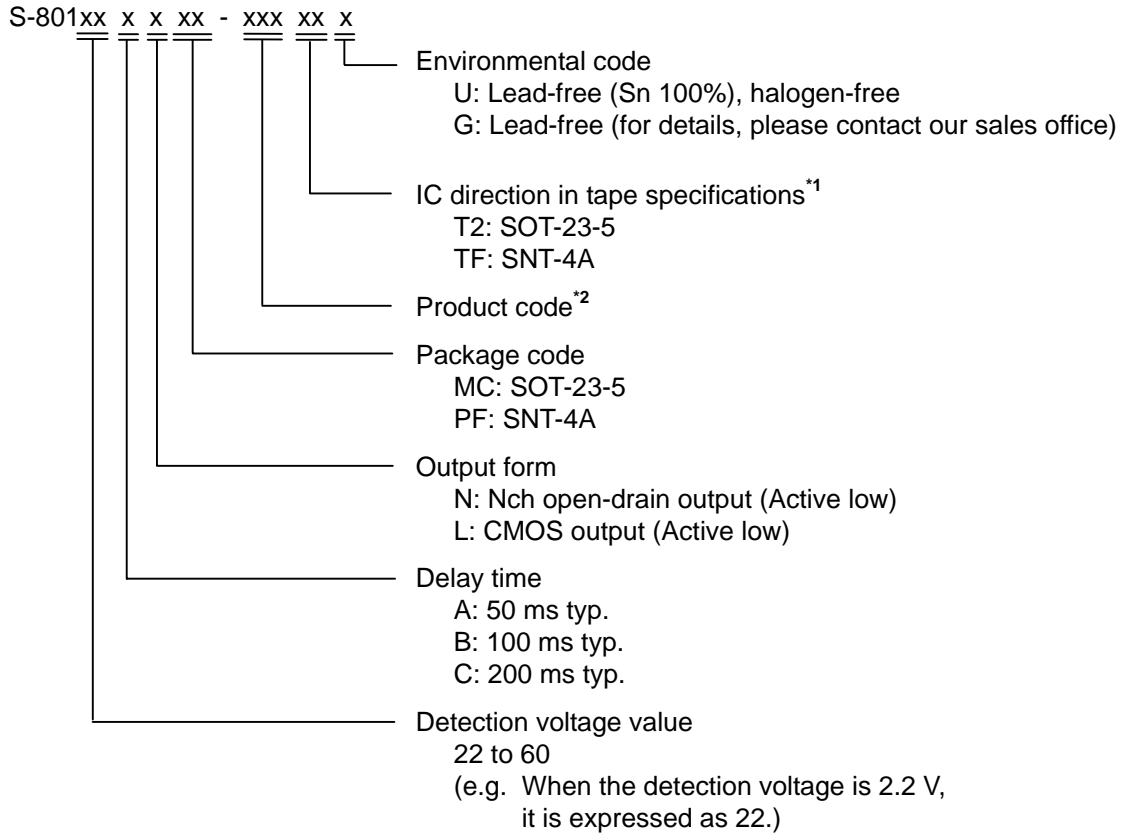 S-801xx x x xx - xxx xx x
Environmental code
U: Lead-free (Sn 100%), halogen-free
G: Lead-free (for details, please contact our sales office)
IC direction in tape specifications*1
T2: SOT-23-5
TF: SNT-4A
Product code*2
Package code
MC: SOT-23-5
PF: SNT-4A
Output form
N: Nch open-drain output (Active low)
L: CMOS output (Active low)
Delay time
A: 50 ms typ.
B: 100 ms typ.
C: 200 ms typ.
Detection voltage value
22 to 60
(e.g. When the detection voltage is 2.2 V,
it is expressed as 22.)